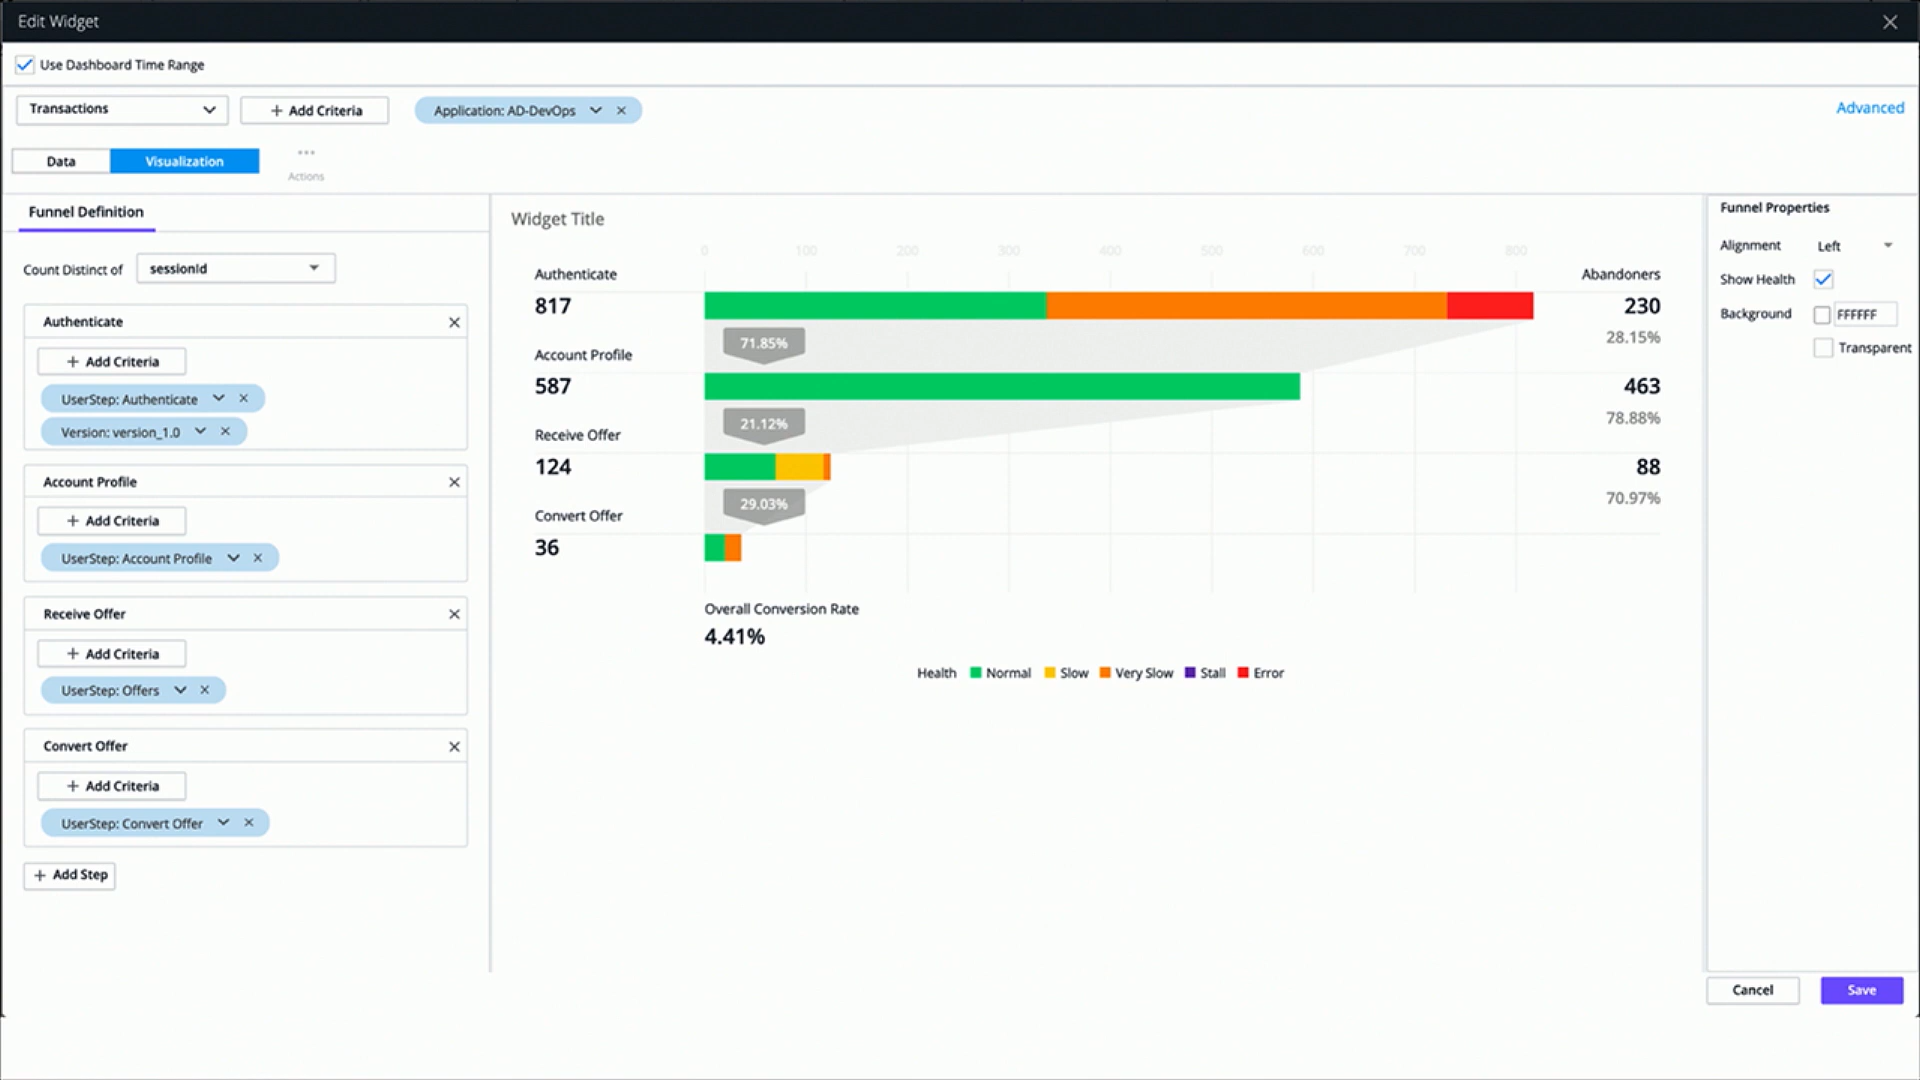 Edit Widget
Use Dashboard Time Range
Transactions
+ Add Criteria
Application: AD-DevOps
Advanced
Data
Visualization
Actions
Funnel Definition
Count Distinct of
sessionId
Authenticate
+ Add Criteria
UserStep: Authenticate
Version: version_1.0
Account Profile
+ Add Criteria
UserStep: Account Profile
Receive Offer
+ Add Criteria
UserStep: Offers
Convert Offer
+ Add Criteria
UserStep: Convert Offer
+ Add Step
Widget Title
0 100 200 300 400 500 600 700 800
Authenticate
Abandoners
817
230
71.85%
28.15%
Account Profile
587
463
21.12%
78.88%
Receive Offer
124
88
29.03%
70.97%
Convert Offer
36
Overall Conversion Rate
4.41%
Health Normal Slow Very Slow Stall Error
Funnel Properties
Alignment Left
Show Health
Background FFFFFF
Transparent
Cancel
Save